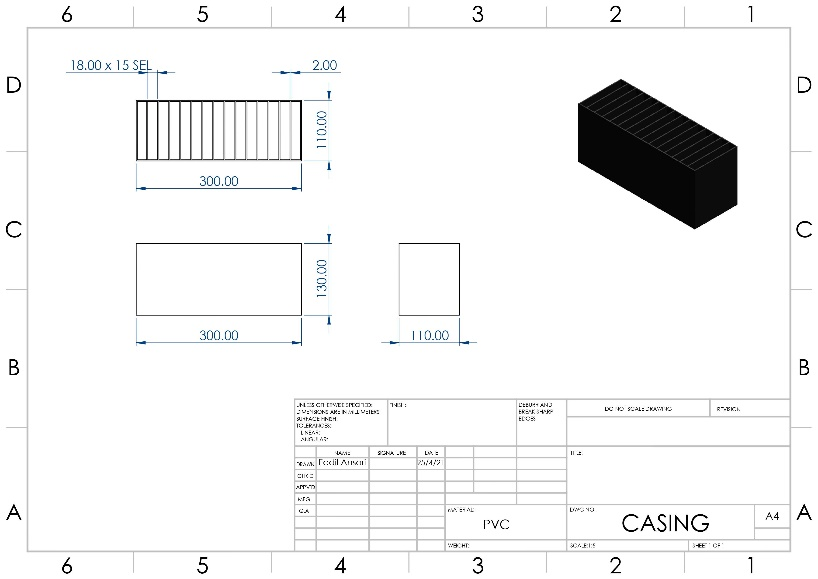 6 5 4 3 2 1
D D
18.00 x 15 SEL 2.00
110.00
300.00
C C
130.00
300.00 110.00
B B
UNLESS OTHERWISE SPECIFIED: FINISH: DEBURR AND DO NOT SCALE DRAWING REVISION
DIMENSIONS ARE IN MILLIMETERS BREAK SHARP
SURFACE FINISH: EDGES
TOLERANCES:
LINEAR:
ANGULAR:
NAME SIGNATURE DATE TITLE:
DRAWN Fadil Ansari
CHK'D
APPV'D
MFG
Q.A MATERIAL: DWG NO.
A PVC CASING A4 A
WEIGHT: SCALE:1:5 SHEET 1 OF 1
6 5 4 3 2 1